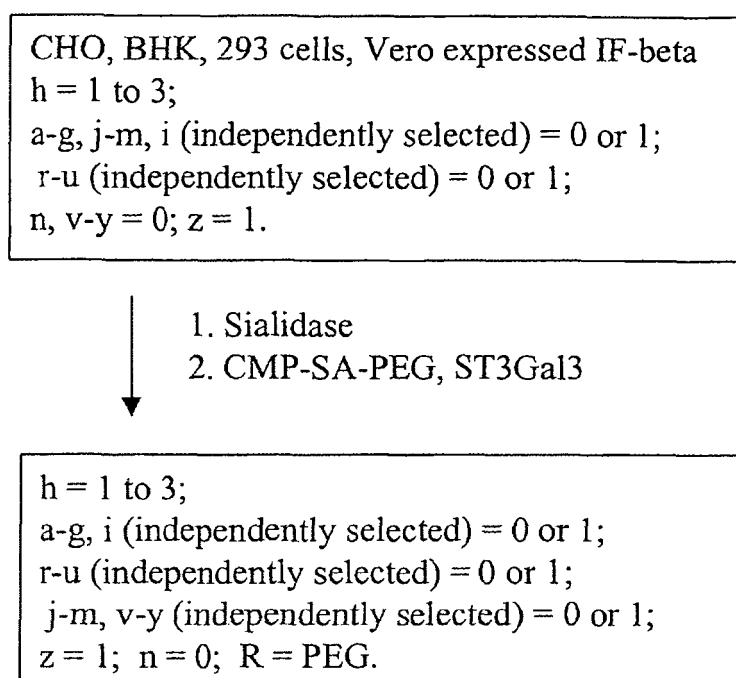 CHO, BHK, 293 cells, Vero expressed IF-beta
h = 1 to 3;
a-g, j-m, i (independently selected) = 0 or 1;
r-u (independently selected) = 0 or 1;
n, v-y = 0; z = 1.
1. Sialidase
2. CMP-SA-PEG, ST3Gal3
h = 1 to 3;
a-g, i (independently selected) = 0 or 1;
r-u (independently selected) = 0 or 1;
j-m, v-y (independently selected) = 0 or 1;
z = 1; n = 0; R = PEG.